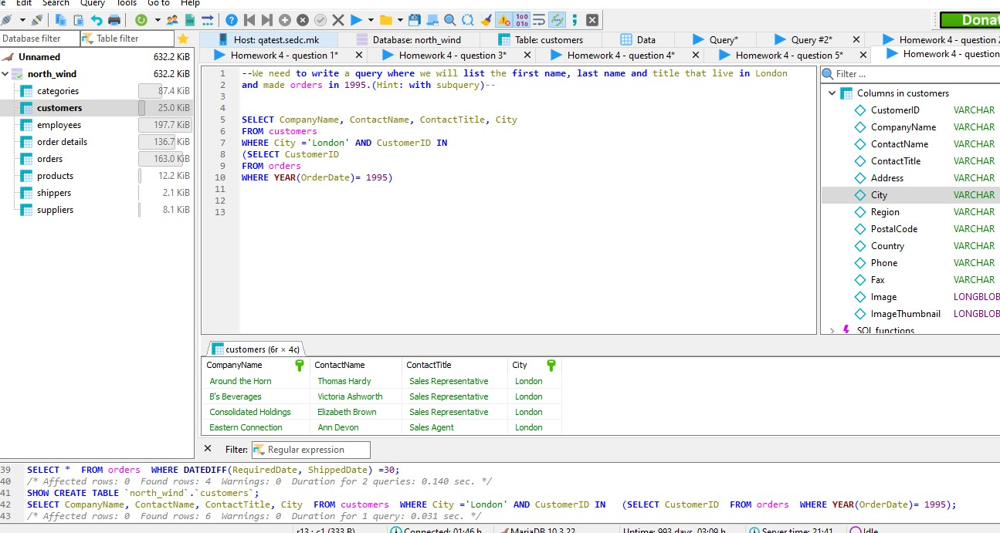 Edit Search Query Tools Go to Help
Donat
Database filter Table filter
Host: qatest.sedc.mk Database: north_wind Table: customers Data Query* Query #2* Homework 4 - question
Homework 4 - question 1* Homework 4 - question 3* Homework 4 - question 4* Homework 4 - question 5* Homework 4 - question
Unnamed 632.2 KiB
north_wind 632.2 KiB
categories 87.4 KiB
customers 25.0 KiB
employees 197.7 KiB
order details 136.7 KiB
orders 163.0 KiB
products 12.2 KiB
shippers 2.1 KiB
suppliers 8.1 KiB
1 --We need to write a query where we will list the first name, last name and title that live in London
2 and made orders in 1995.(Hint: with subquery)--
3
4
5 SELECT CompanyName, ContactName, ContactTitle, City
6 FROM customers
7 WHERE City ='London' AND CustomerID IN
8 (SELECT CustomerID
9 FROM orders
10 WHERE YEAR(OrderDate)= 1995)
11
12
13
Filter ...
Columns in customers
CustomerID VARCHAR
CompanyName VARCHAR
ContactName VARCHAR
ContactTitle VARCHAR
Address VARCHAR
City VARCHAR
Region VARCHAR
PostalCode VARCHAR
Country VARCHAR
Phone VARCHAR
Fax VARCHAR
Image LONGBLOB
ImageThumbnail LONGBLOB
SQL functions
customers (6r × 4c)
CompanyName ContactName ContactTitle City
Around the Horn Thomas Hardy Sales Representative London
B's Beverages Victoria Ashworth Sales Representative London
Consolidated Holdings Elizabeth Brown Sales Representative London
Eastern Connection Ann Devon Sales Agent London
Filter: Regular expression
39 SELECT * FROM orders WHERE DATEDIFF(RequiredDate, ShippedDate) =30;
40 /* Affected rows: 0 Found rows: 4 Warnings: 0 Duration for 2 queries: 0.140 sec. */
41 SHOW CREATE TABLE `north_wind`.`customers`;
42 SELECT CompanyName, ContactName, ContactTitle, City FROM customers WHERE City ='London' AND CustomerID IN (SELECT CustomerID FROM orders WHERE YEAR(OrderDate)= 1995);
43 /* Affected rows: 0 Found rows: 6 Warnings: 0 Duration for 1 query: 0.031 sec. */
r13 : c1 (333 B) Connected: 01:46 h MariaDB 10.3.22 Uptime: 993 days, 03:09 h Server time: 21:41 Idle